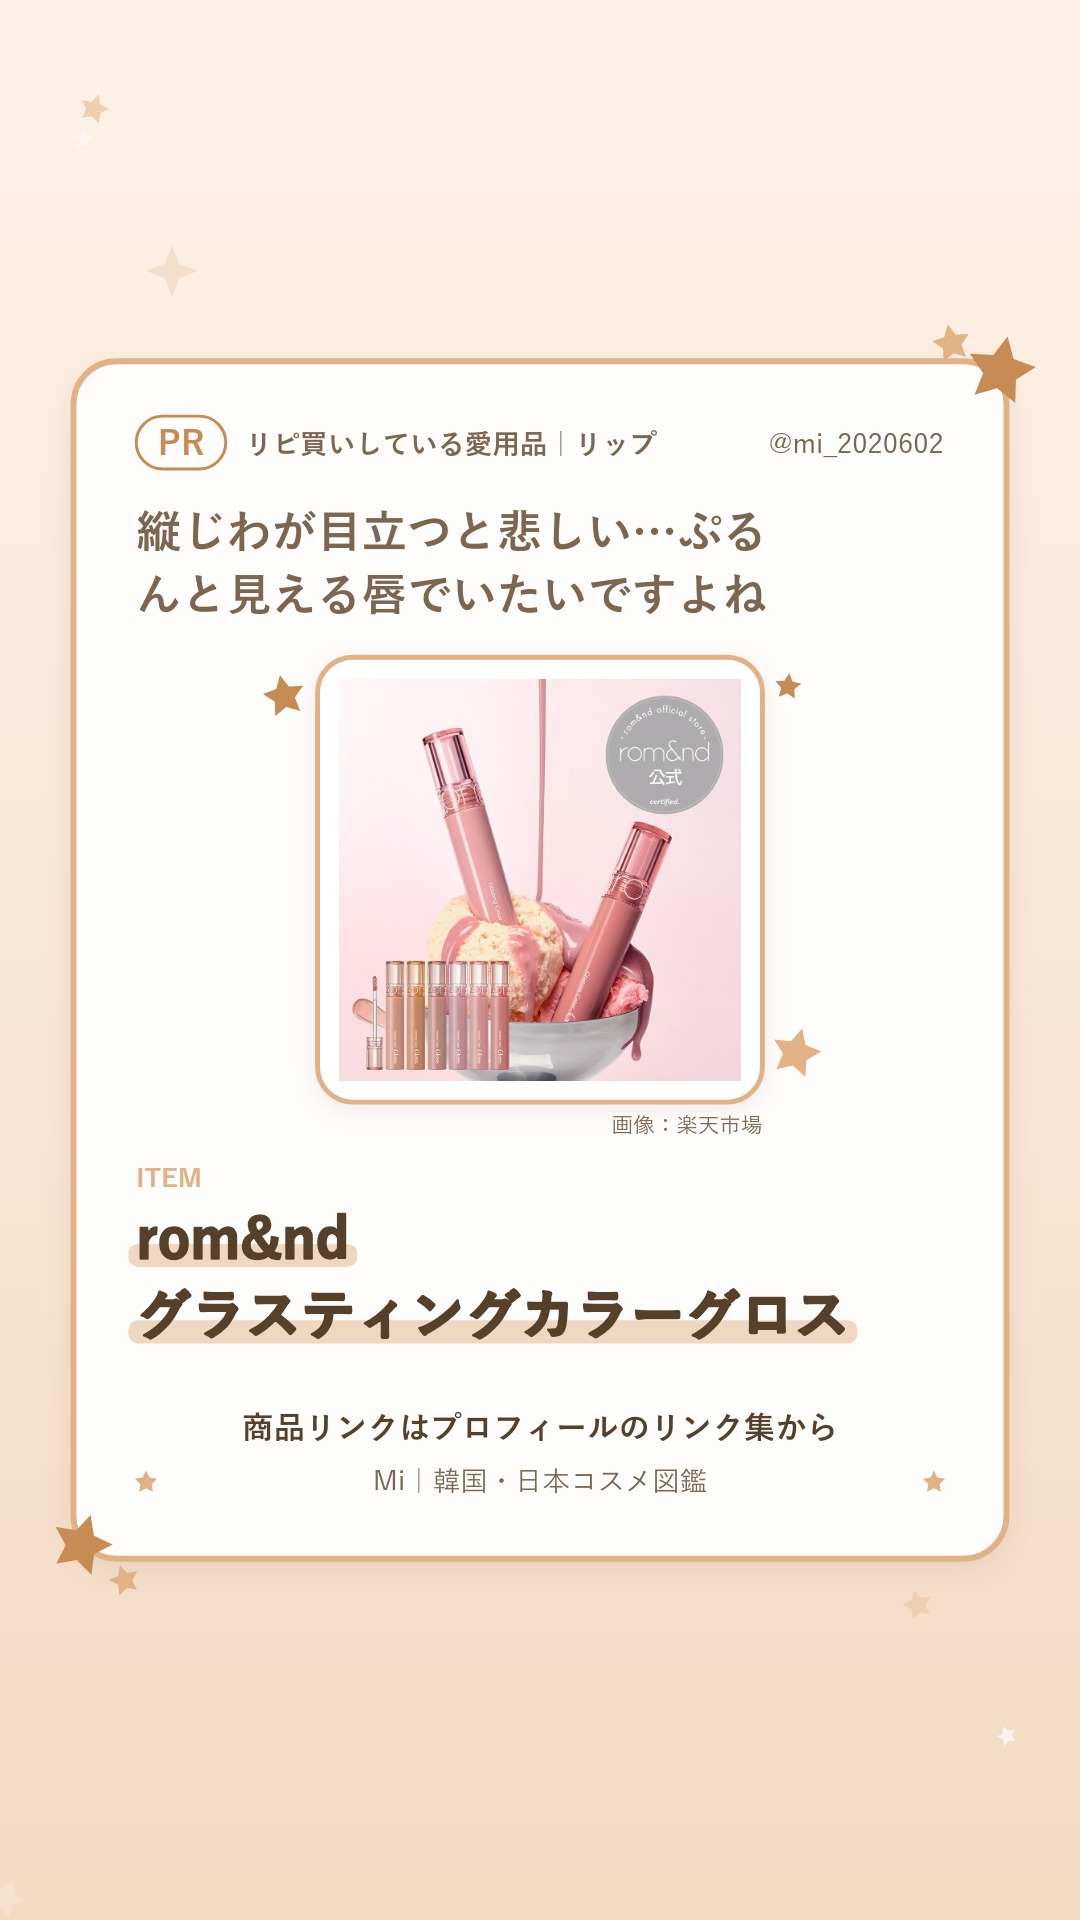 PR
リピ買いしている愛用品｜リップ
@mi_2020602
縦じわが目立つと悲しい…ぷる
んと見える唇でいたいですよね
rom&nd official store
rom&nd
公式
certified.
画像：楽天市場
ITEM
rom&nd
グラスティングカラーグロス
商品リンクはプロフィールのリンク集から
Mi｜韓国・日本コスメ図鑑